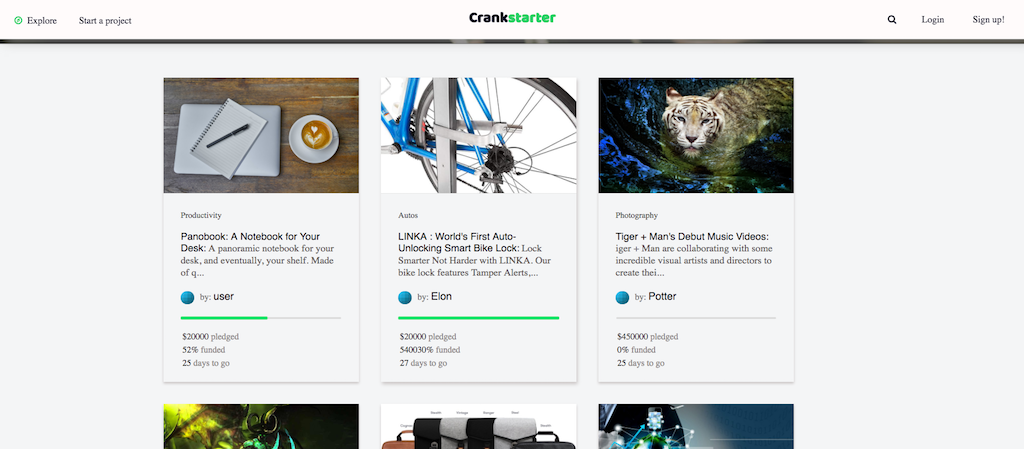 Explore
Start a project
Crankstarter
Login
Sign up!
Productivity
Panobook: A Notebook for Your
Desk: A panoramic notebook for your
desk, and eventually, your shelf. Made
of q...
by: user
$20000 pledged
52% funded
25 days to go
Autos
LINKA : World's First Auto-
Unlocking Smart Bike Lock: Lock
Smarter Not Harder with LINKA. Our
bike lock features Tamper Alerts,...
by: Elon
$20000 pledged
540030% funded
27 days to go
Photography
Tiger + Man's Debut Music Videos:
iger + Man are collaborating with some
incredible visual artists and directors to
create thei...
by: Potter
$450000 pledged
0% funded
25 days to go